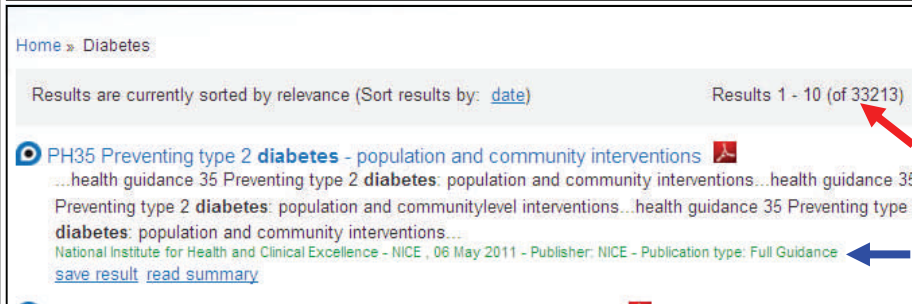 Home » Diabetes
Results are currently sorted by relevance (Sort results by: date) Results 1 - 10 (of 33213)
PH35 Preventing type 2 diabetes - population and community interventions
...health guidance 35 Preventing type 2 diabetes: population and community interventions...health guidance 35
Preventing type 2 diabetes: population and communitylevel interventions...health guidance 35 Preventing type
diabetes: population and community interventions...
National Institute for Health and Clinical Excellence - NICE , 06 May 2011 - Publisher: NICE - Publication type: Full Guidance
save result read summary